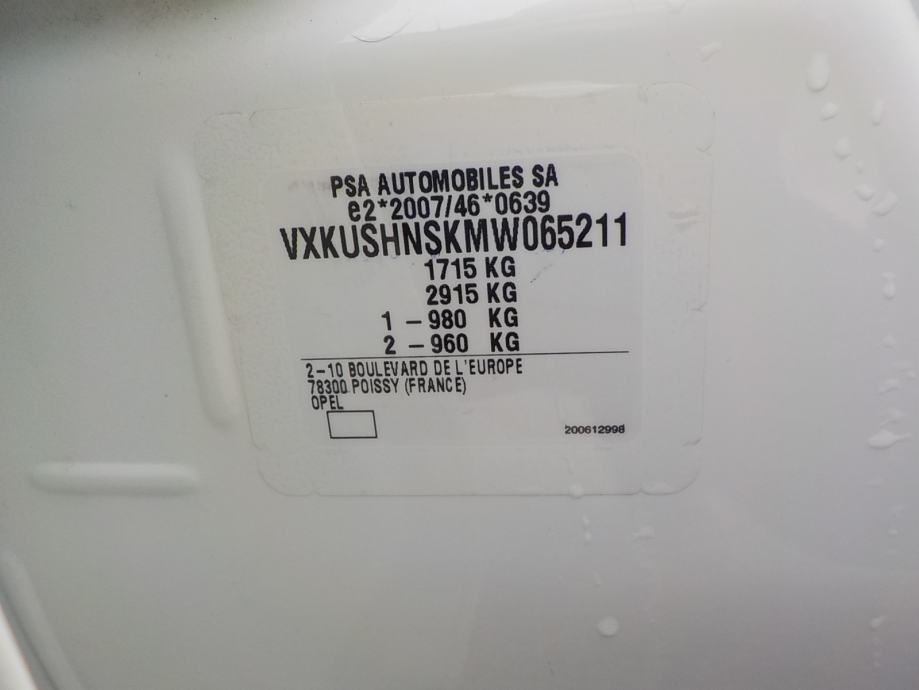 PSA AUTOMOBILES SA
e2*2007/46*0639
VXKUSHNSKMW065211
1715 KG
2915 KG
1 – 980 KG
2 – 960 KG
2–10 BOULEVARD DE L'EUROPE
78300 POISSY (FRANCE)
OPEL
200612998